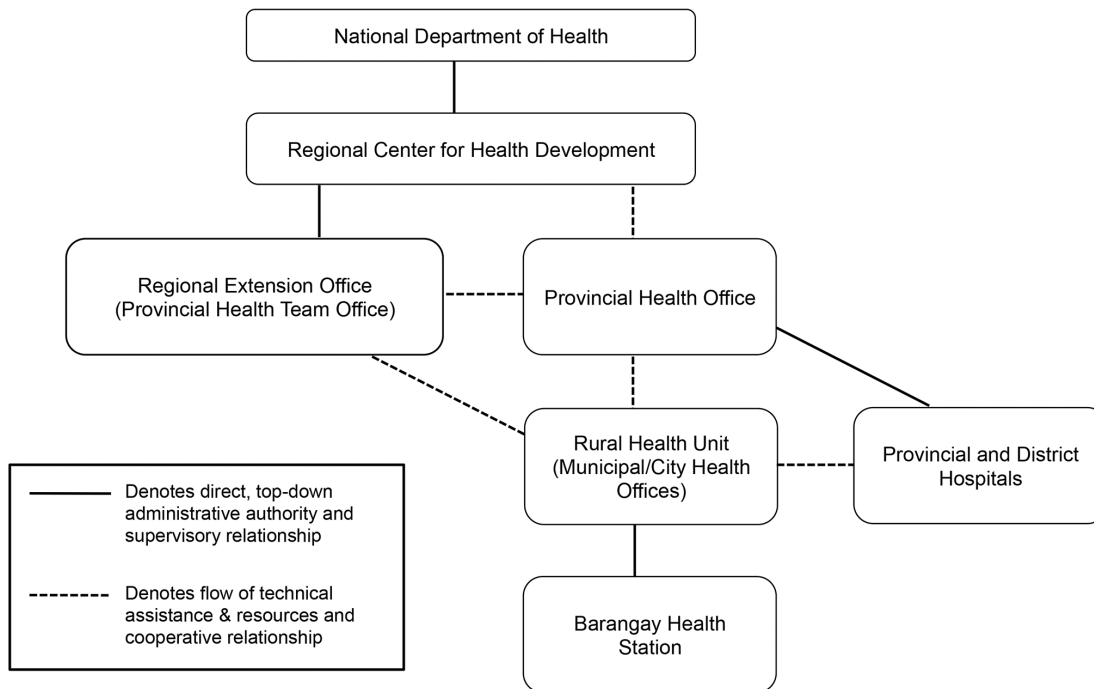 National Department of Health
Regional Center for Health Development
Regional Extension Office
(Provincial Health Team Office)
Provincial Health Office
Rural Health Unit
(Municipal/City Health
Offices)
Provincial and District
Hospitals
Denotes direct, top-down
administrative authority and
supervisory relationship
Denotes flow of technical
assistance & resources and
cooperative relationship
Barangay Health
Station